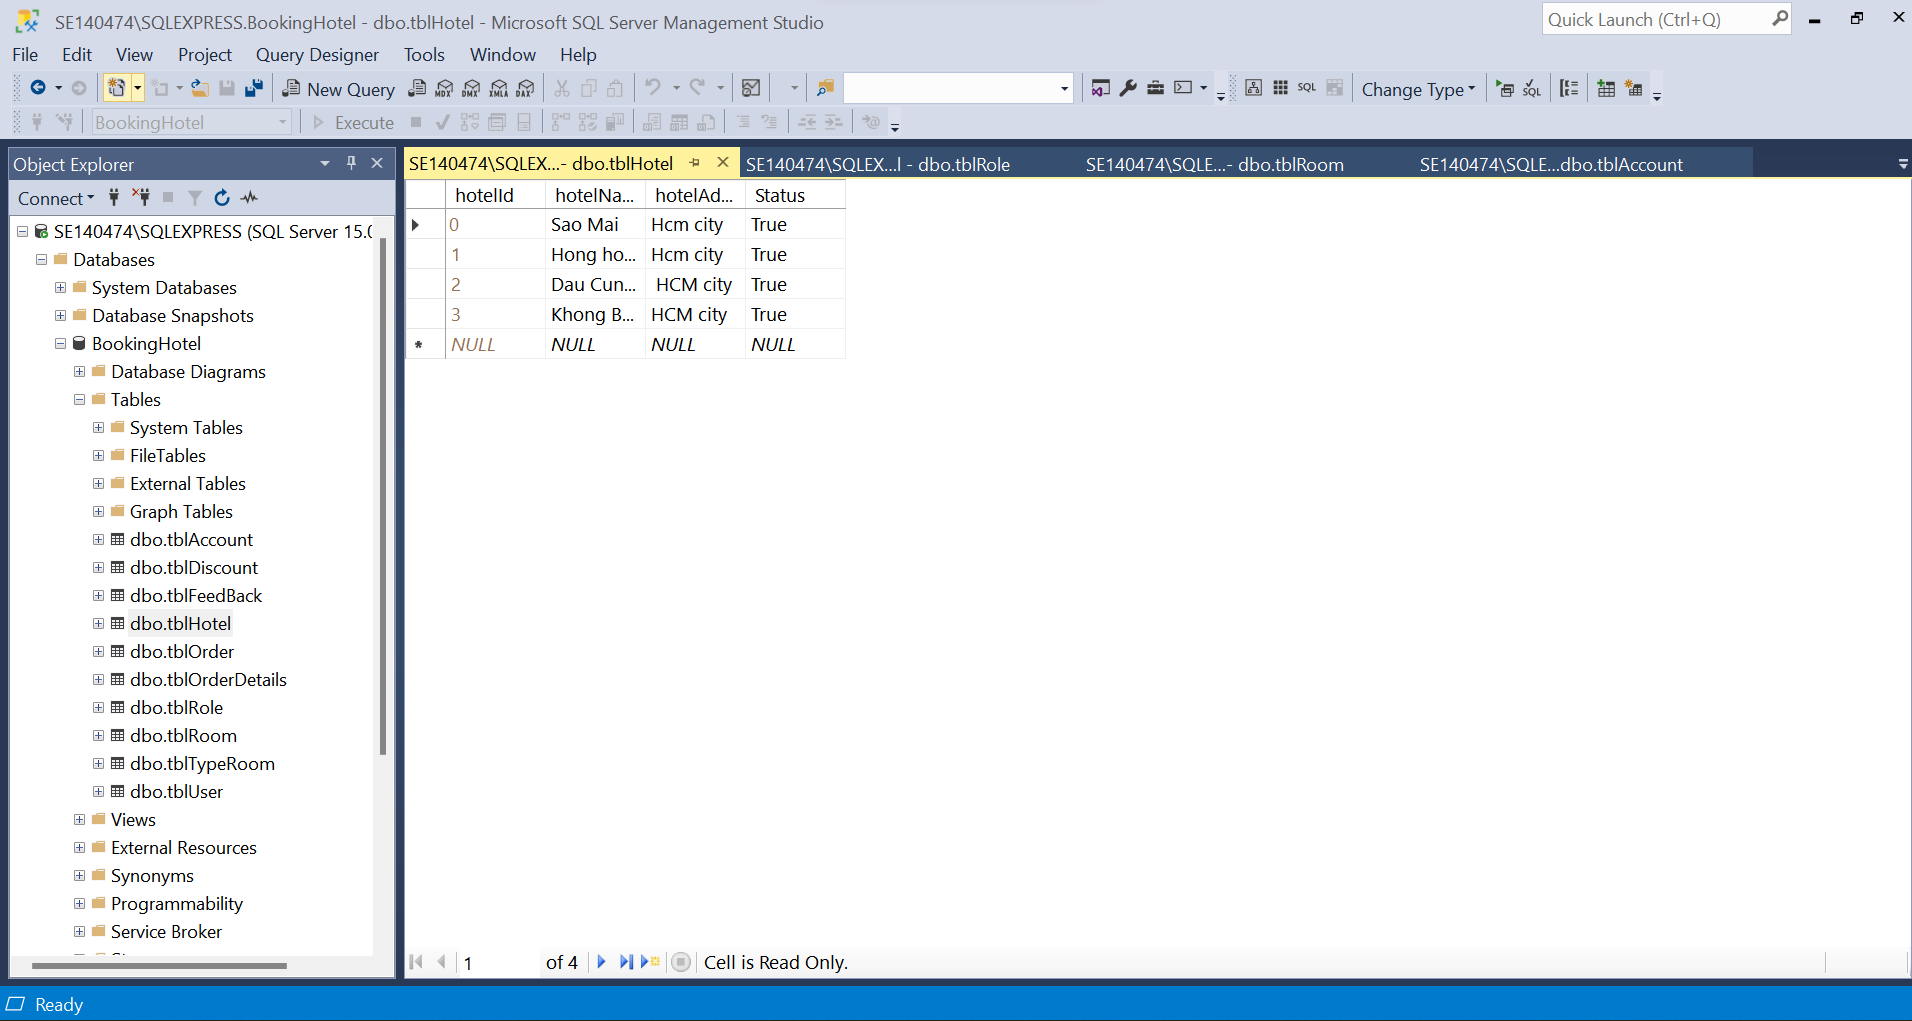 SE140474\SQLEXPRESS.BookingHotel - dbo.tblHotel - Microsoft SQL Server Management Studio
Quick Launch (Ctrl+Q)
File Edit View Project Query Designer Tools Window Help
New Query MDX DMX XMLA DAX SQL Change Type SQL
BookingHotel Execute
Object Explorer
SE140474\SQLEX...- dbo.tblHotel SE140474\SQLEX...l - dbo.tblRole SE140474\SQLE...- dbo.tblRoom SE140474\SQLE...dbo.tblAccount
Connect
SE140474\SQLEXPRESS (SQL Server 15.0
Databases
System Databases
Database Snapshots
BookingHotel
Database Diagrams
Tables
System Tables
FileTables
External Tables
Graph Tables
dbo.tblAccount
dbo.tblDiscount
dbo.tblFeedBack
dbo.tblHotel
dbo.tblOrder
dbo.tblOrderDetails
dbo.tblRole
dbo.tblRoom
dbo.tblTypeRoom
dbo.tblUser
Views
External Resources
Synonyms
Programmability
Service Broker
hotelId hotelNa... hotelAd... Status
0 Sao Mai Hcm city True
1 Hong ho... Hcm city True
2 Dau Cun... HCM city True
3 Khong B... HCM city True
* NULL NULL NULL NULL
1 of 4 Cell is Read Only.
Ready